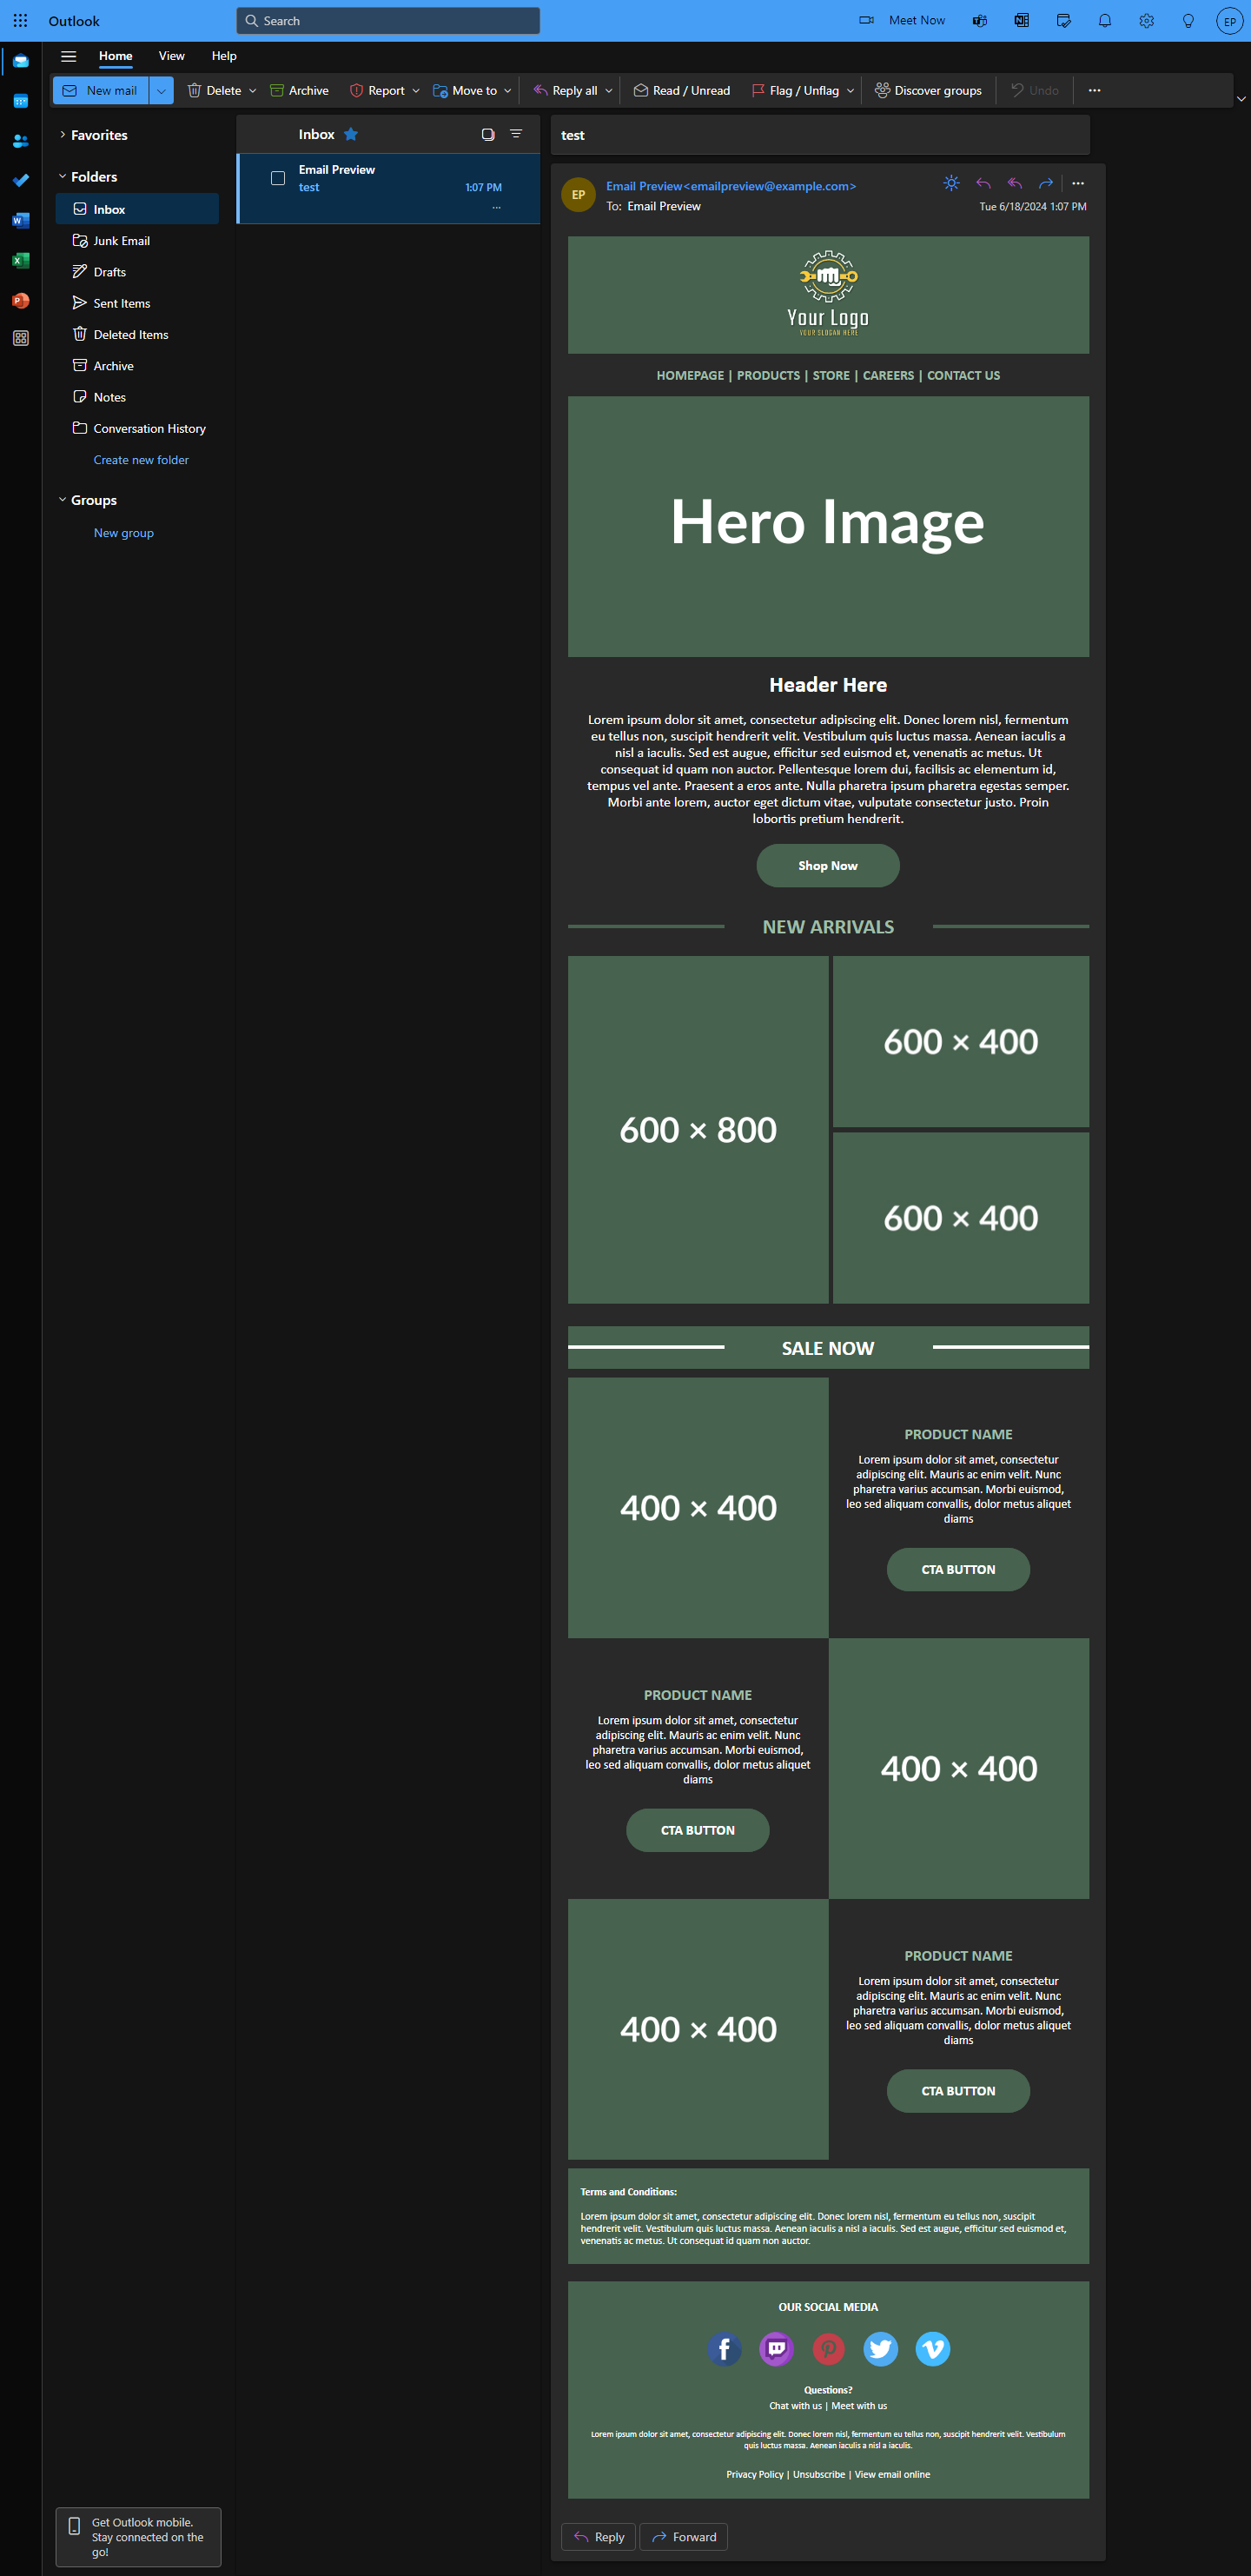 Outlook
Search
Meet Now
EP
Home View Help
New mail Delete Archive Report Move to Reply all Read / Unread Flag / Unflag Discover groups Undo ...
Favorites
Folders
Inbox
Junk Email
Drafts
Sent Items
Deleted Items
Archive
Notes
Conversation History
Create new folder
Groups
New group
Inbox
Email Preview
test 1:07 PM
...
test
EP
Email Preview<emailpreview@example.com>
To: Email Preview
Tue 6/18/2024 1:07 PM
Your Logo
YOUR SLOGAN HERE
HOMEPAGE | PRODUCTS | STORE | CAREERS | CONTACT US
Hero Image
Header Here
Lorem ipsum dolor sit amet, consectetur adipiscing elit. Donec lorem nisl, fermentum
eu tellus non, suscipit hendrerit velit. Vestibulum quis luctus massa. Aenean iaculis a
nisl a iaculis. Sed est augue, efficitur sed euismod et, venenatis ac metus. Ut
consequat id quam non auctor. Pellentesque lorem dui, facilisis ac elementum id,
tempus vel ante. Praesent a eros ante. Nulla pharetra ipsum pharetra egestas semper.
Morbi ante lorem, auctor eget dictum vitae, vulputate consectetur justo. Proin
lobortis pretium hendrerit.
Shop Now
NEW ARRIVALS
600 × 800
600 × 400
600 × 400
SALE NOW
400 × 400
PRODUCT NAME
Lorem ipsum dolor sit amet, consectetur
adipiscing elit. Mauris ac enim velit. Nunc
pharetra varius accumsan. Morbi euismod,
leo sed aliquam convallis, dolor metus aliquet
diams
CTA BUTTON
PRODUCT NAME
Lorem ipsum dolor sit amet, consectetur
adipiscing elit. Mauris ac enim velit. Nunc
pharetra varius accumsan. Morbi euismod,
leo sed aliquam convallis, dolor metus aliquet
diams
CTA BUTTON
400 × 400
400 × 400
PRODUCT NAME
Lorem ipsum dolor sit amet, consectetur
adipiscing elit. Mauris ac enim velit. Nunc
pharetra varius accumsan. Morbi euismod,
leo sed aliquam convallis, dolor metus aliquet
diams
CTA BUTTON
Terms and Conditions:
Lorem ipsum dolor sit amet, consectetur adipiscing elit. Donec lorem nisl, fermentum eu tellus non, suscipit
hendrerit velit. Vestibulum quis luctus massa. Aenean iaculis a nisl a iaculis. Sed est augue, efficitur sed euismod et,
venenatis ac metus. Ut consequat id quam non auctor.
OUR SOCIAL MEDIA
Questions?
Chat with us | Meet with us
Lorem ipsum dolor sit amet, consectetur adipiscing elit. Donec lorem nisl, fermentum eu tellus non, suscipit hendrerit velit. Vestibulum
quis luctus massa. Aenean iaculis a nisl a iaculis.
Privacy Policy | Unsubscribe | View email online
Reply Forward
Get Outlook mobile.
Stay connected on the
go!